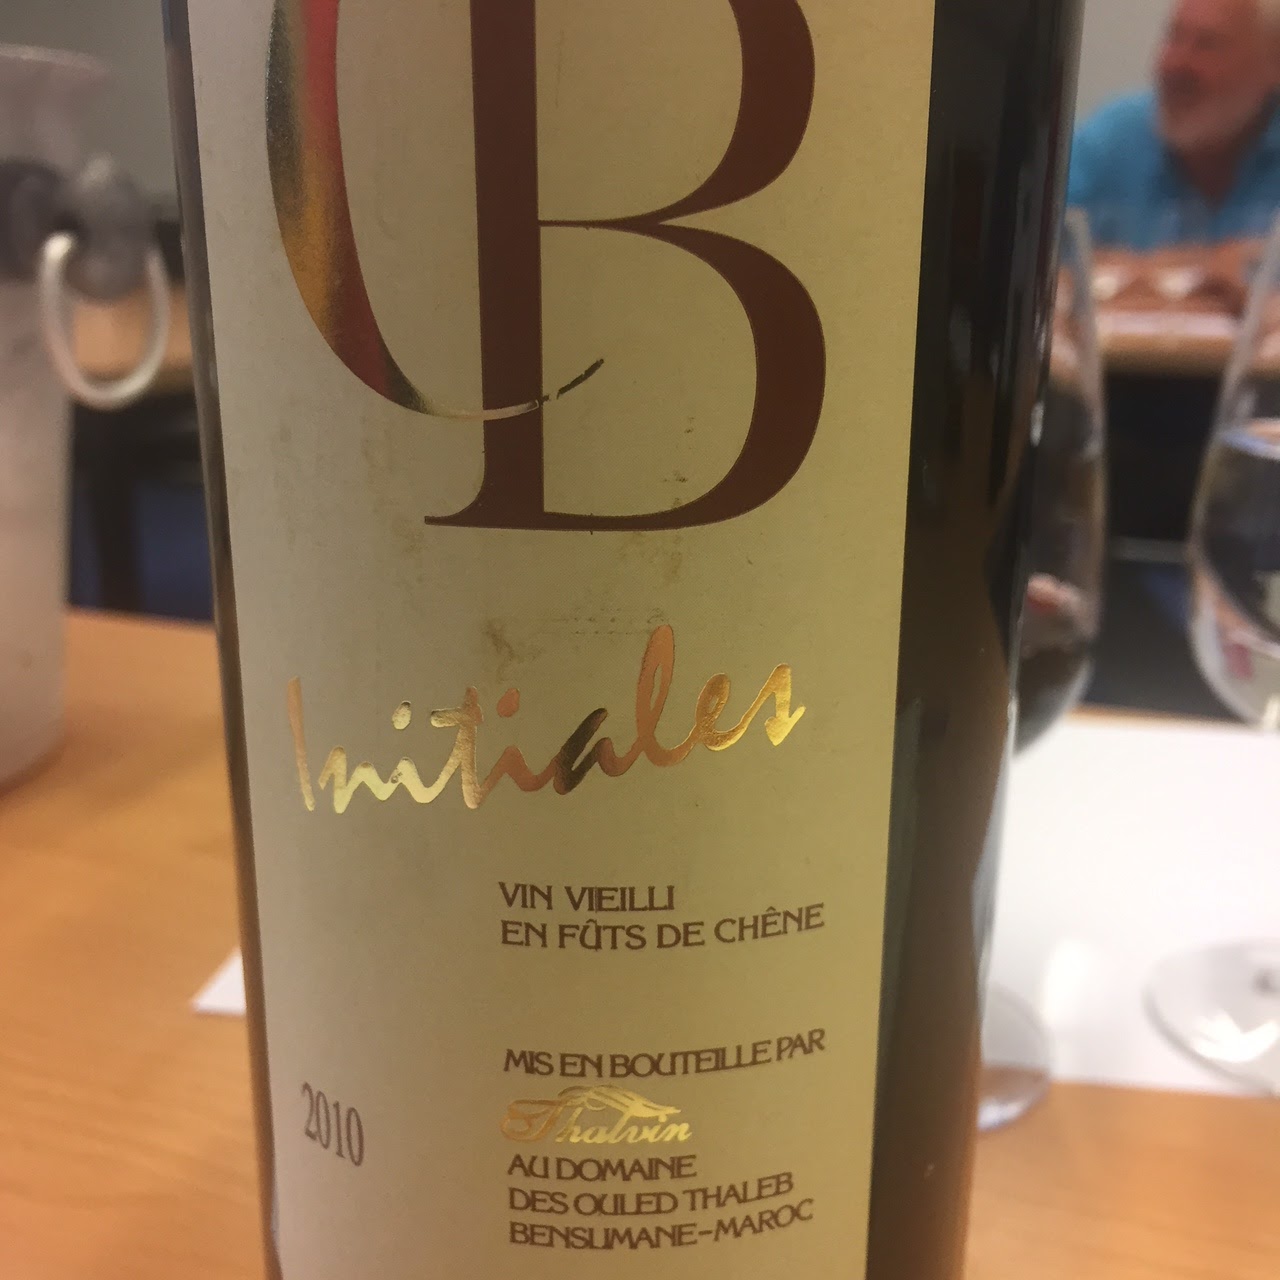 CB
Initiales
VIN VIEILLI
EN FÛTS DE CHÊNE
MIS EN BOUTEILLE PAR
Thalvin
2010
AU DOMAINE
DES OULED THALEB
BENSLIMANE-MAROC